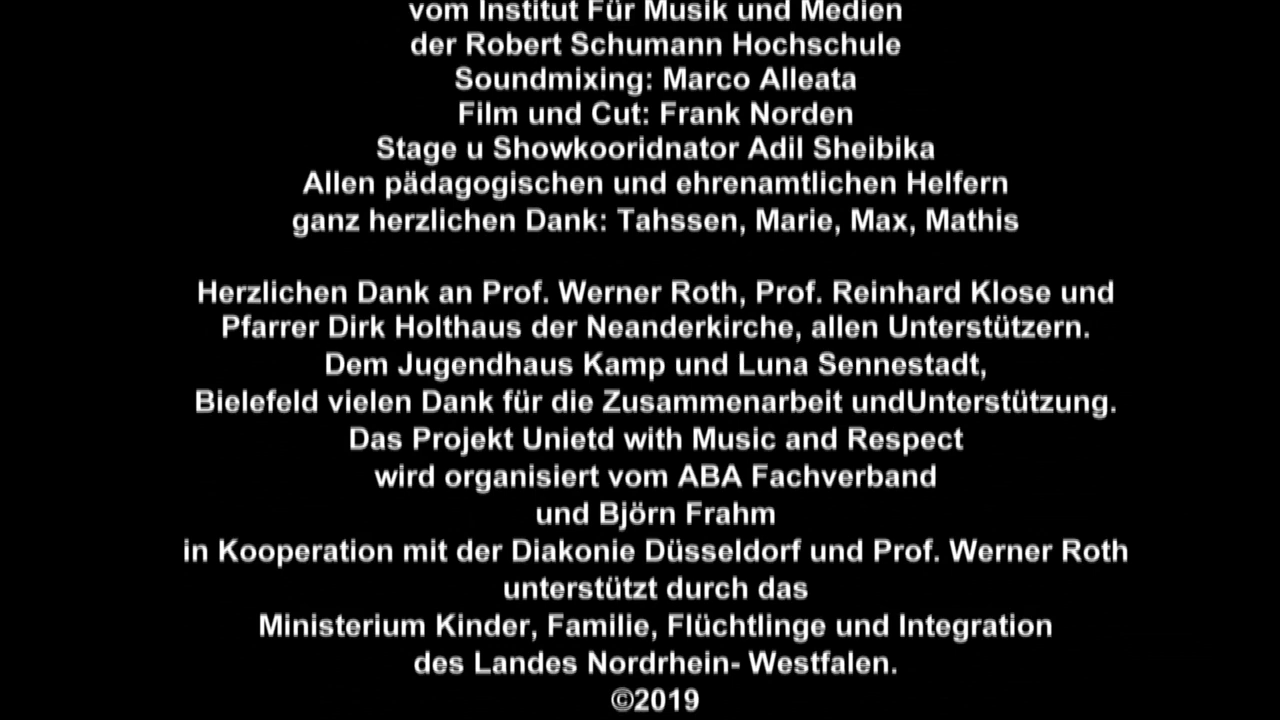 vom Institut Für Musik und Medien
der Robert Schumann Hochschule
Soundmixing: Marco Alleata
Film und Cut: Frank Norden
Stage u Showkooridnator Adil Sheibika
Allen pädagogischen und ehrenamtlichen Helfern
ganz herzlichen Dank: Tahssen, Marie, Max, Mathis
Herzlichen Dank an Prof. Werner Roth, Prof. Reinhard Klose und
Pfarrer Dirk Holthaus der Neanderkirche, allen Unterstützern.
Dem Jugendhaus Kamp und Luna Sennestadt,
Bielefeld vielen Dank für die Zusammenarbeit undUnterstützung.
Das Projekt Unietd with Music and Respect
wird organisiert vom ABA Fachverband
und Björn Frahm
in Kooperation mit der Diakonie Düsseldorf und Prof. Werner Roth
unterstützt durch das
Ministerium Kinder, Familie, Flüchtlinge und Integration
des Landes Nordrhein- Westfalen.
©2019